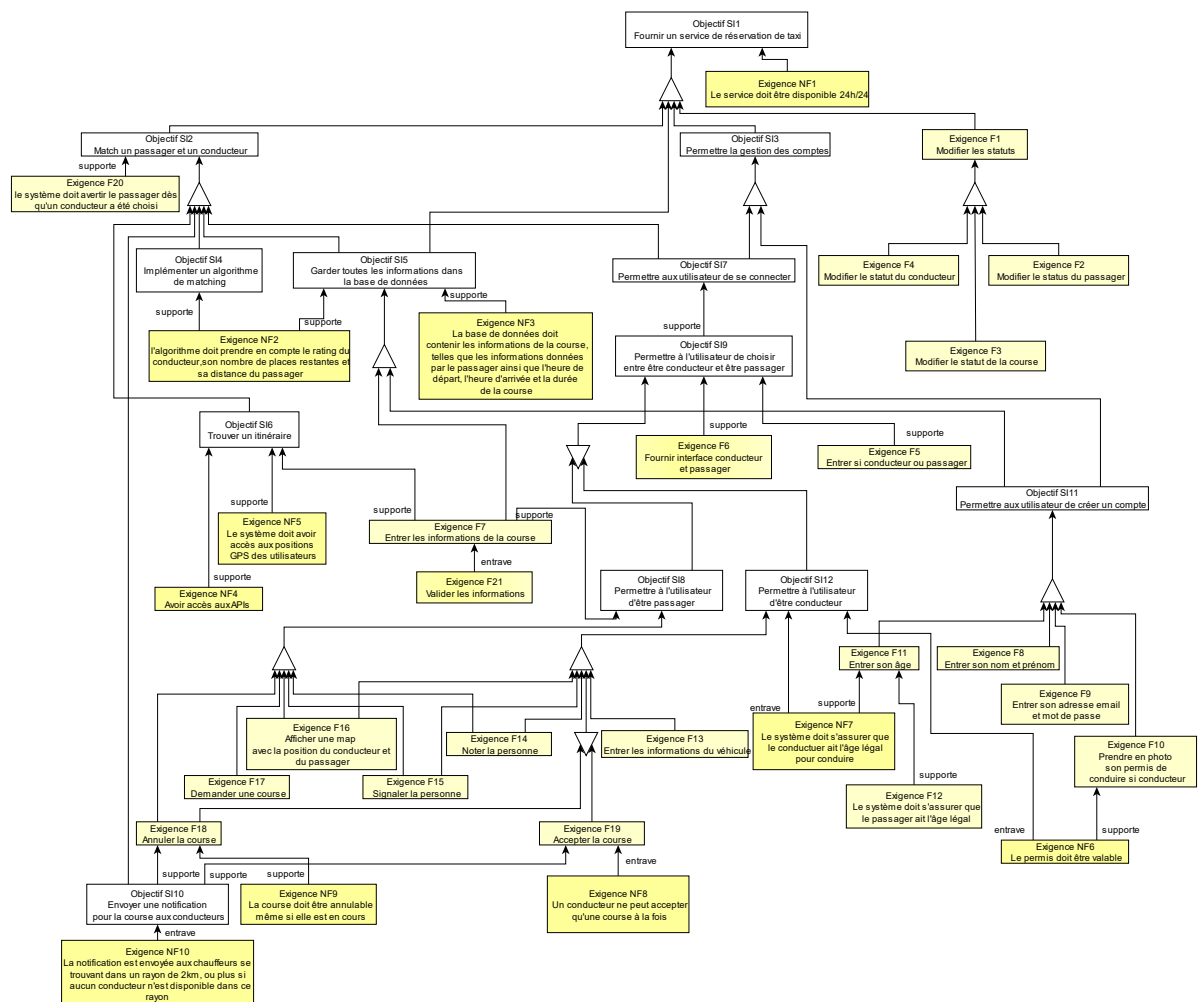 Objectif SI1
Fournir un service de réservation de taxi
Exigence NF1
Le service doit être disponible 24h/24
Objectif SI2
Match un passager et un conducteur
Objectif SI3
Permettre la gestion des comptes
Exigence F1
Modifier les statuts
supporte
Exigence F20
le système doit avertir le passager dès
qu'un conducteur a été choisi
Objectif SI4
Implémenter un algorithme
de matching
Objectif SI5
Garder toutes les informations dans
la base de données
Objectif SI7
Permettre aux utilisateur de se connecter
Exigence F4
Modifier le statut du conducteur
Exigence F2
Modifier le status du passager
supporte
supporte
supporte
supporte
Exigence NF2
l'algorithme doit prendre en compte le rating du
conducteur,son nombre de places restantes et
sa distance du passager
Exigence NF3
La base de données doit
contenir les informations de la course,
telles que les informations données
par le passager ainsi que l'heure de
départ, l'heure d'arrivée et la durée
de la course
Objectif SI9
Permettre à l'utilisateur de choisir
entre être conducteur et être passager
Exigence F3
Modifier le statut de la course
Objectif SI6
Trouver un itinéraire
supporte
supporte
Exigence F6
Fournir interface conducteur
et passager
Exigence F5
Entrer si conducteur ou passager
Objectif SI11
Permettre aux utilisateur de créer un compte
supporte
supporte
supporte
Exigence NF5
Le système doit avoir
accès aux positions
GPS des utilisateurs
Exigence F7
Entrer les informations de la course
entrave
supporte
Exigence NF4
Avoir accès aux APIs
Exigence F21
Valider les informations
Objectif SI8
Permettre à l'utilisateur
d'être passager
Objectif SI12
Permettre à l'utilisateur
d'être conducteur
Exigence F11
Entrer son âge
Exigence F8
Entrer son nom et prénom
Exigence F9
Entrer son adresse email
et mot de passe
entrave
supporte
Exigence F16
Afficher une map
avec la position du conducteur et
du passager
Exigence F14
Noter la personne
Exigence F13
Entrer les informations du véhicule
Exigence NF7
Le système doit s'assurer que
le conductuer ait l'âge légal
pour conduire
Exigence F10
Prendre en photo
son permis de
conduire si conducteur
Exigence F17
Demander une course
Exigence F15
Signaler la personne
supporte
Exigence F12
Le système doit s'assurer que
le passager ait l'âge légal
Exigence F18
Annuler la course
Exigence F19
Accepter la course
entrave
supporte
Exigence NF6
Le permis doit être valable
supporte
supporte
supporte
entrave
Objectif SI10
Envoyer une notification
pour la course aux conducteurs
Exigence NF9
La course doit être annulable
même si elle est en cours
Exigence NF8
Un conducteur ne peut accepter
qu'une course à la fois
entrave
Exigence NF10
La notification est envoyée aux chauffeurs se
trouvant dans un rayon de 2km, ou plus si
aucun conducteur n'est disponible dans ce
rayon